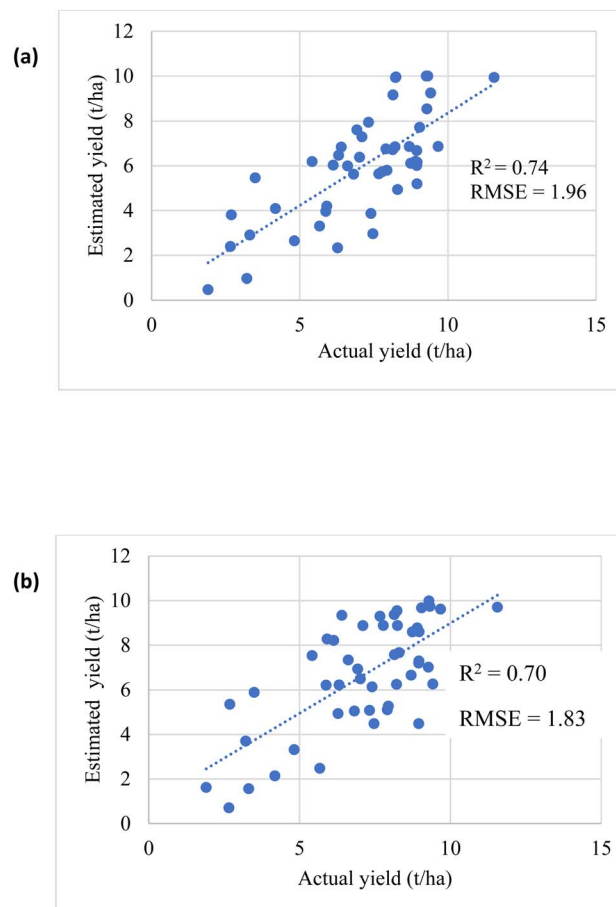 (a)
12
10
8
6
4
2
0
0 5 10 15
Estimated yield (t/ha)
Actual yield (t/ha)
R² = 0.74
RMSE = 1.96
(b)
12
10
8
6
4
2
0
0 5 10 15
Estimated yield (t/ha)
Actual yield (t/ha)
R² = 0.70
RMSE = 1.83